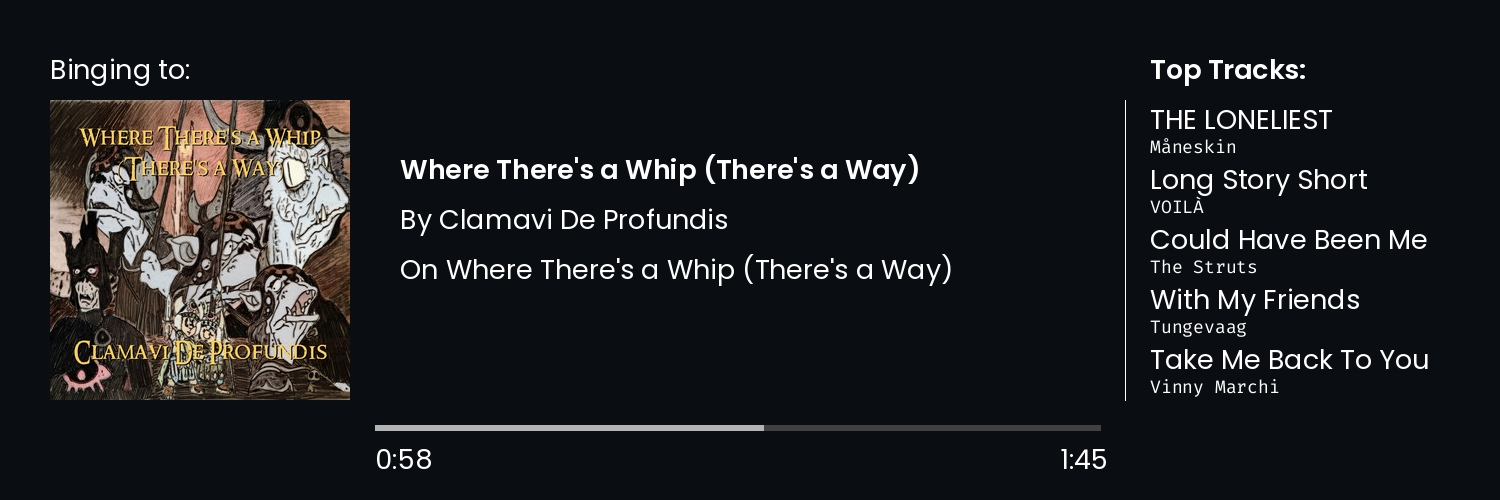 Binging to:
WHERE THERE'S A WHIP
THERE'S A WAY
CLAMAVI DE PROFUNDIS
Where There's a Whip (There's a Way)
By Clamavi De Profundis
On Where There's a Whip (There's a Way)
0:58
1:45
Top Tracks:
THE LONELIEST
Måneskin
Long Story Short
VOILÀ
Could Have Been Me
The Struts
With My Friends
Tungevaag
Take Me Back To You
Vinny Marchi